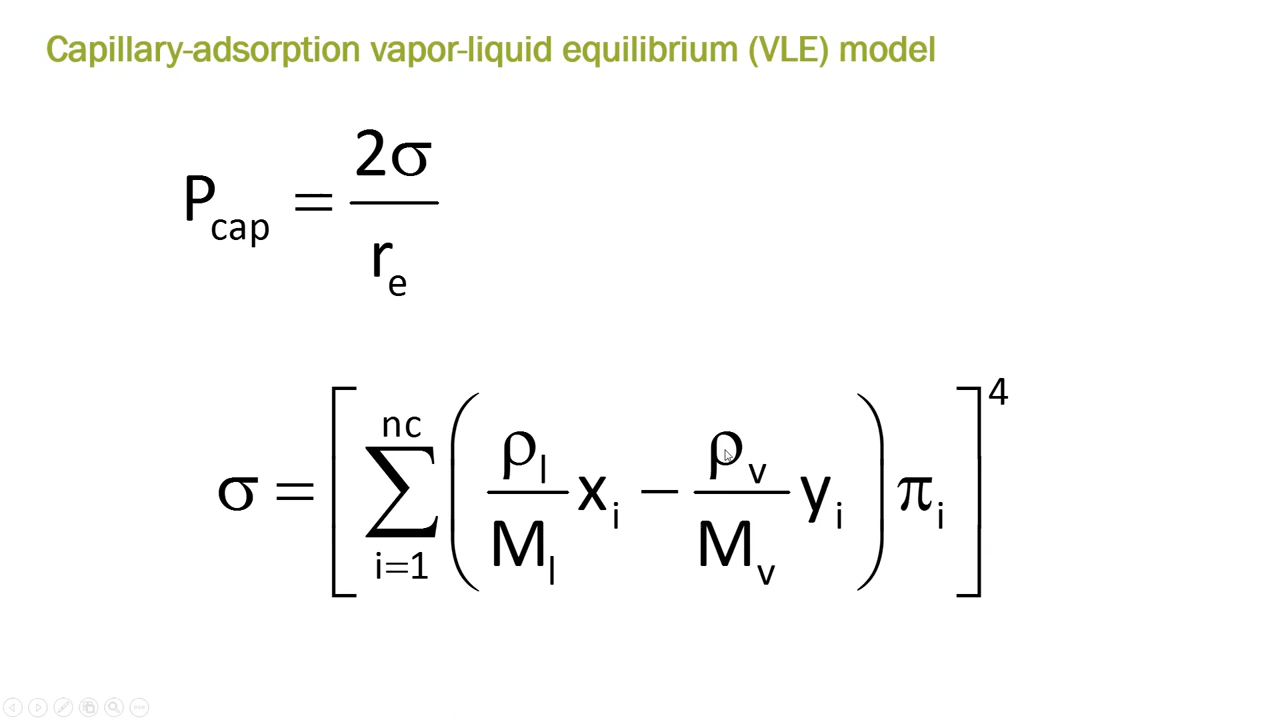 Capillary-adsorption vapor-liquid equilibrium (VLE) model
P_cap = 2σ / r_e
σ = [ ∑_{i=1}^{nc} ( ρ_l / M_l x_i − ρ_v / M_v y_i ) π_i ]^4